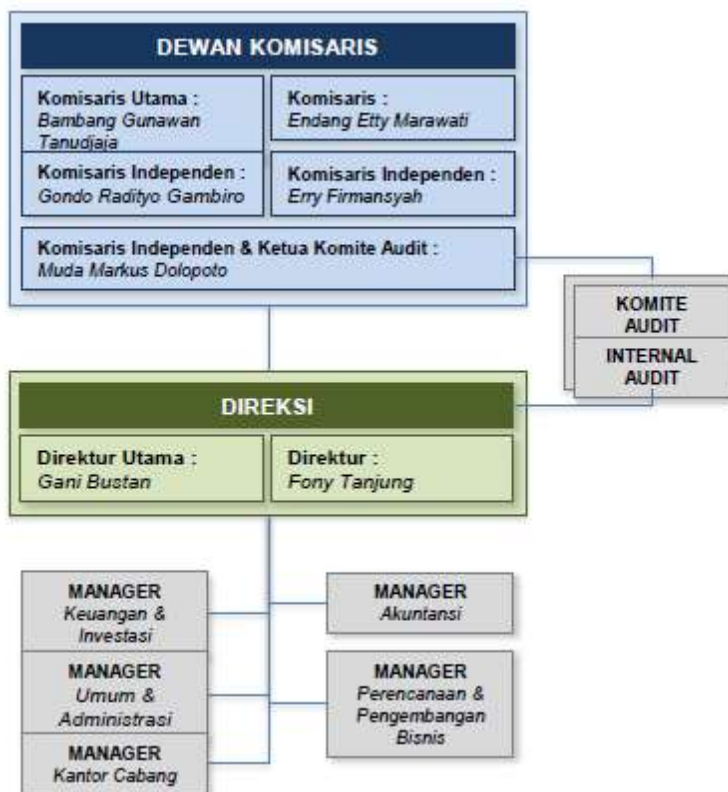 DEWAN KOMISARIS
Komisaris Utama :
Bambang Gunawan
Tanudjaja
Komisaris :
Endang Etty Marawati
Komisaris Independen :
Gondo Radityo Gambiro
Komisaris Independen :
Erry Firmansyah
Komisaris Independen & Ketua Komite Audit :
Muda Markus Dolopoto
KOMITE
AUDIT
INTERNAL
AUDIT
DIREKSI
Direktur Utama :
Gani Bustan
Direktur :
Fony Tanjung
MANAGER
Keuangan &
Investasi
MANAGER
Akuntansi
MANAGER
Umum &
Administrasi
MANAGER
Perencanaan &
Pengembangan
Bisnis
MANAGER
Kantor Cabang